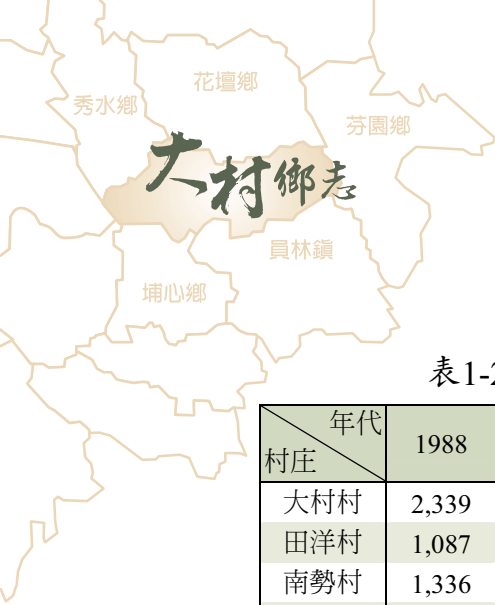 花壇鄉
秀水鄉
芬園鄉
大村鄉志
員林鎮
埔心鄉
表1-2
年代
村庄
1988
大村村 2,339
田洋村 1,087
南勢村 1,336